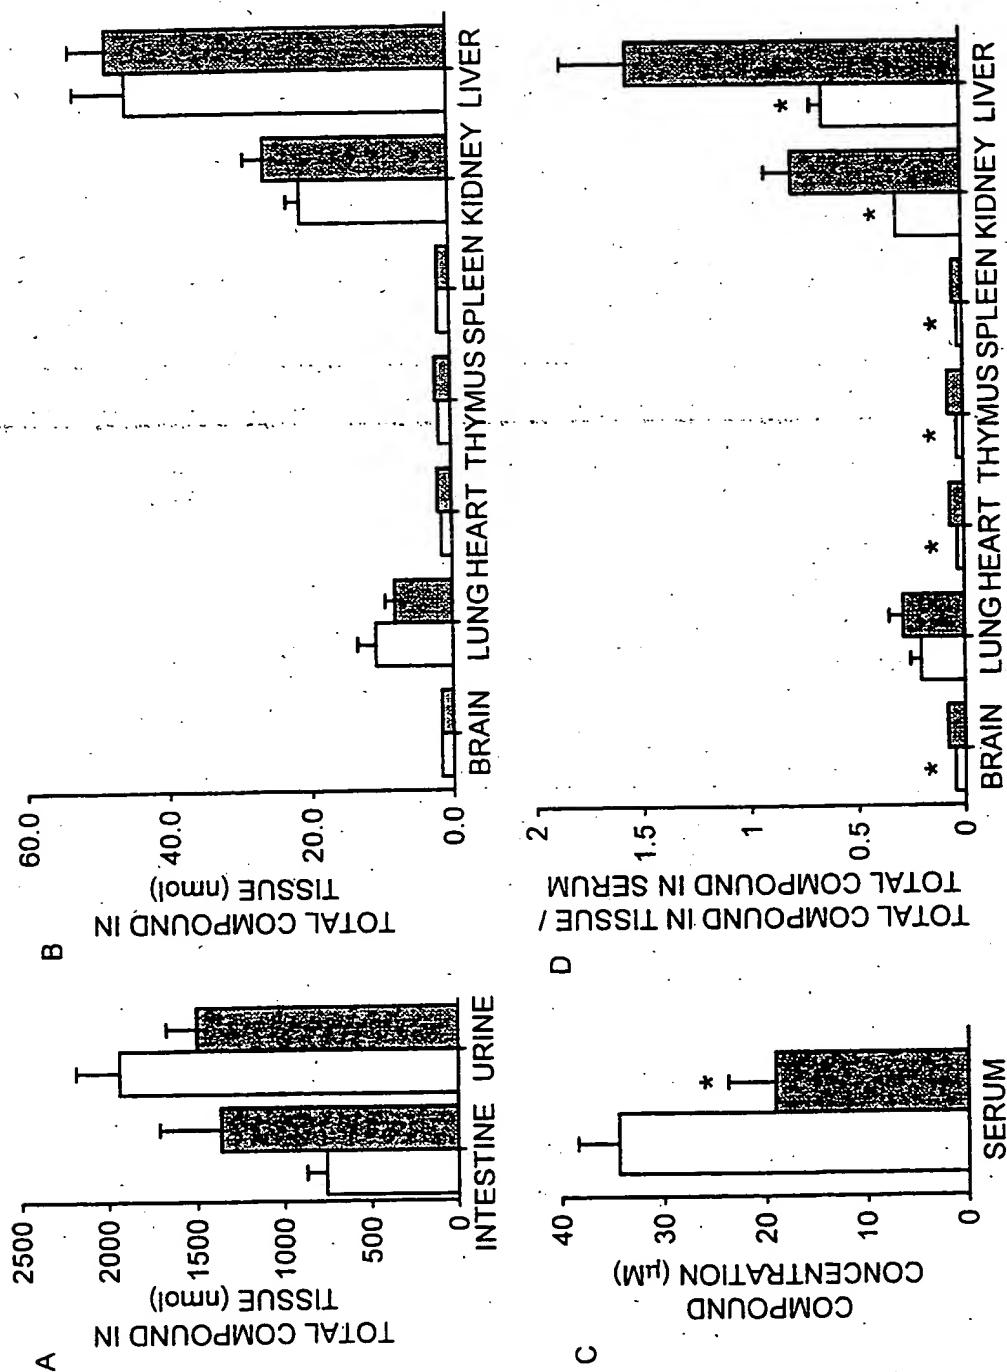 A
TOTAL COMPOUND IN
TISSUE (nmol)
2500
2000
1500
1000
500
0
INTESTINE URINE
B
TOTAL COMPOUND IN
TISSUE (nmol)
60.0
40.0
20.0
0.0
BRAIN LUNG HEART THYMUS SPLEEN KIDNEY LIVER
C
COMPOUND
CONCENTRATION (µM)
40
30
20
10
0
*
SERUM
D
TOTAL COMPOUND IN TISSUE /
TOTAL COMPOUND IN SERUM
2
1.5
1
0.5
0
* * * * * *
BRAIN LUNG HEART THYMUS SPLEEN KIDNEY LIVER